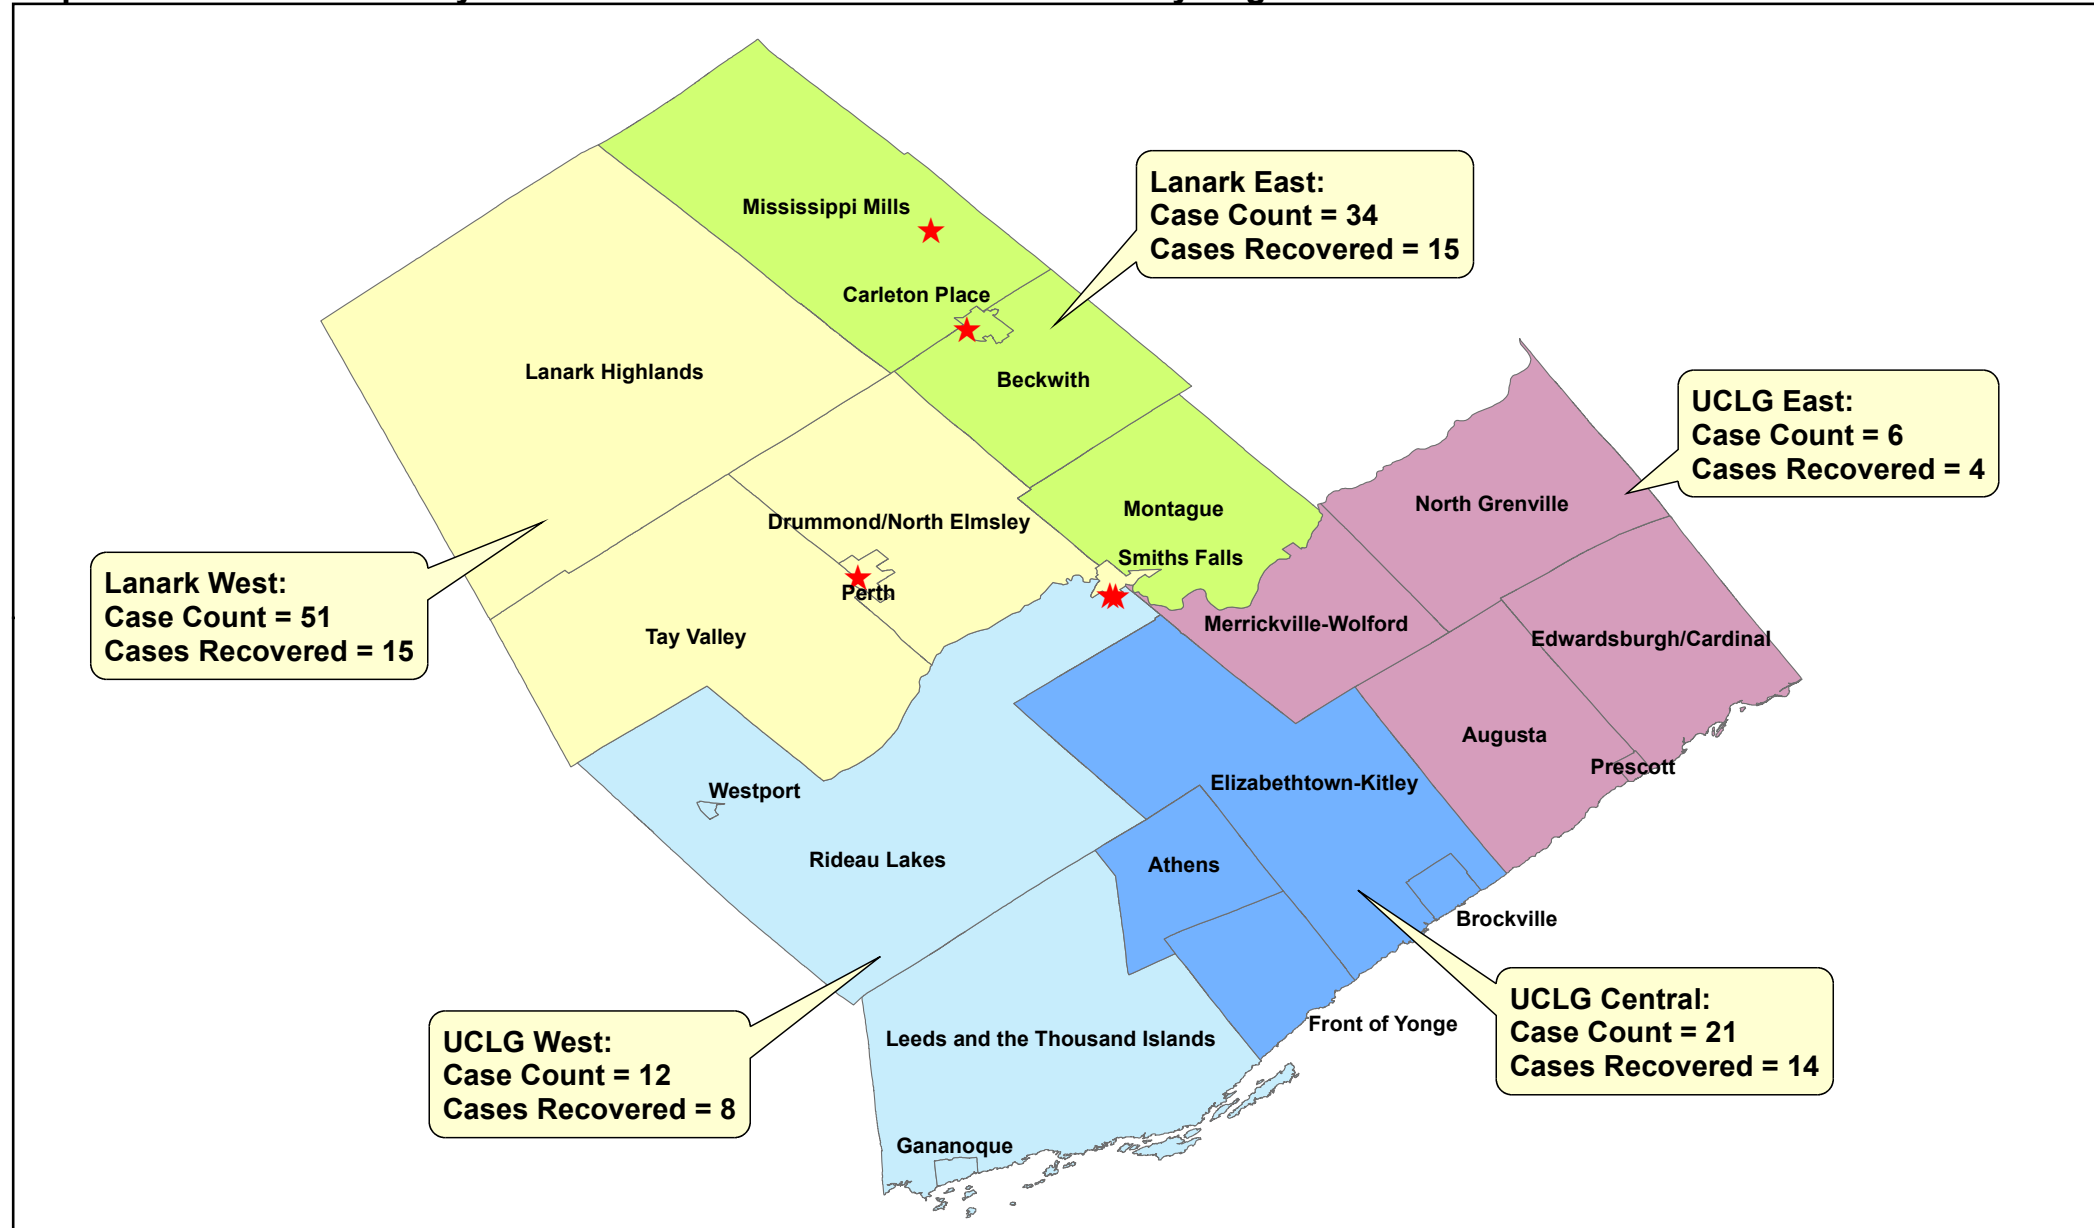 Mississippi Mills
Lanark East:
Case Count = 34
Cases Recovered = 15
Carleton Place
Lanark Highlands
Beckwith
UCLG East:
Case Count = 6
Cases Recovered = 4
North Grenville
Montague
Drummond/North Elmsley
Smiths Falls
Lanark West:
Case Count = 51
Cases Recovered = 15
Perth
Tay Valley
Merrickville-Wolford
Edwardsburgh/Cardinal
Augusta
Prescott
Westport
Elizabethtown-Kitley
Rideau Lakes
Athens
Brockville
UCLG Central:
Case Count = 21
Cases Recovered = 14
Front of Yonge
Leeds and the Thousand Islands
UCLG West:
Case Count = 12
Cases Recovered = 8
Gananoque